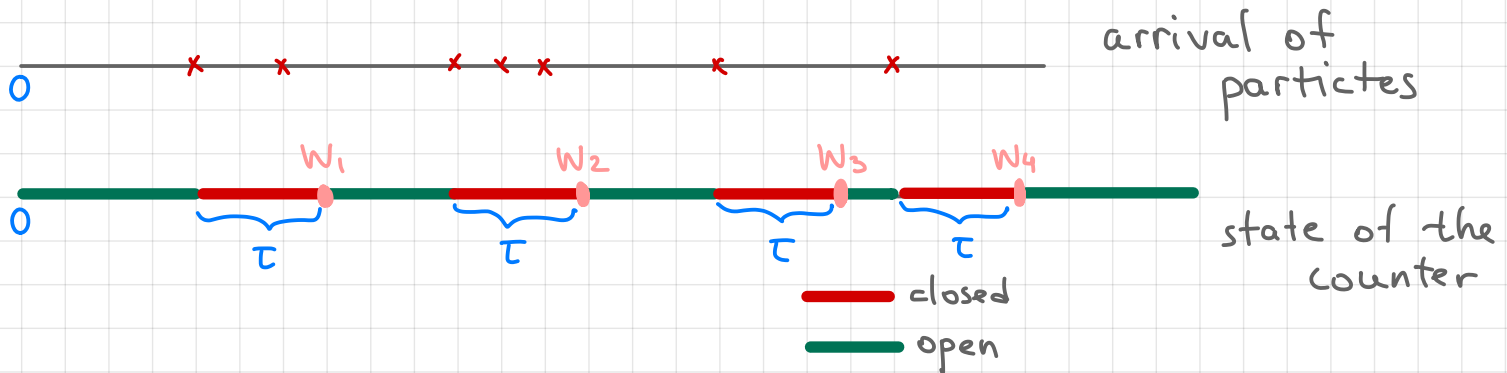 arrival of
particles
0
W1 W2 W3 W4
0
τ τ τ τ
state of the
counter
closed
open